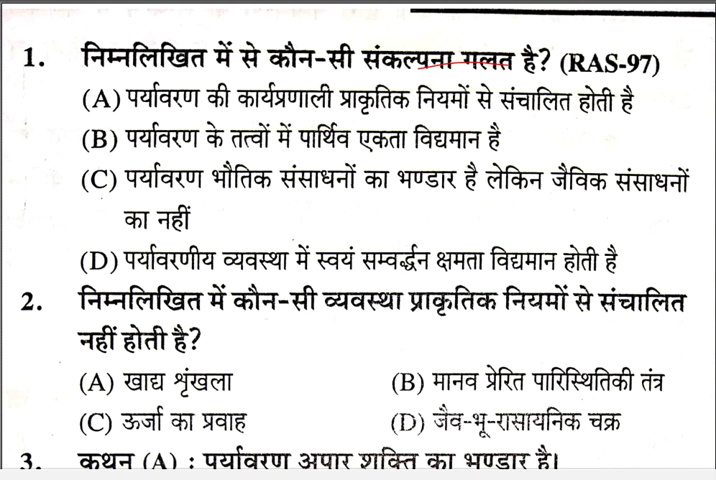 1. निम्नलिखित में से कौन-सी संकल्पना गलत है? (RAS-97)
(A) पर्यावरण की कार्यप्रणाली प्राकृतिक नियमों से संचालित होती है
(B) पर्यावरण के तत्वों में पार्थिव एकता विद्यमान है
(C) पर्यावरण भौतिक संसाधनों का भण्डार है लेकिन जैविक संसाधनों
का नहीं
(D) पर्यावरणीय व्यवस्था में स्वयं सम्वर्द्धन क्षमता विद्यमान होती है
2. निम्नलिखित में कौन-सी व्यवस्था प्राकृतिक नियमों से संचालित
नहीं होती है?
(A) खाद्य शृंखला (B) मानव प्रेरित पारिस्थितिकी तंत्र
(C) ऊर्जा का प्रवाह (D) जैव-भू-रासायनिक चक्र
3. कथन (A) : पर्यावरण अपार शक्ति का भण्डार है।